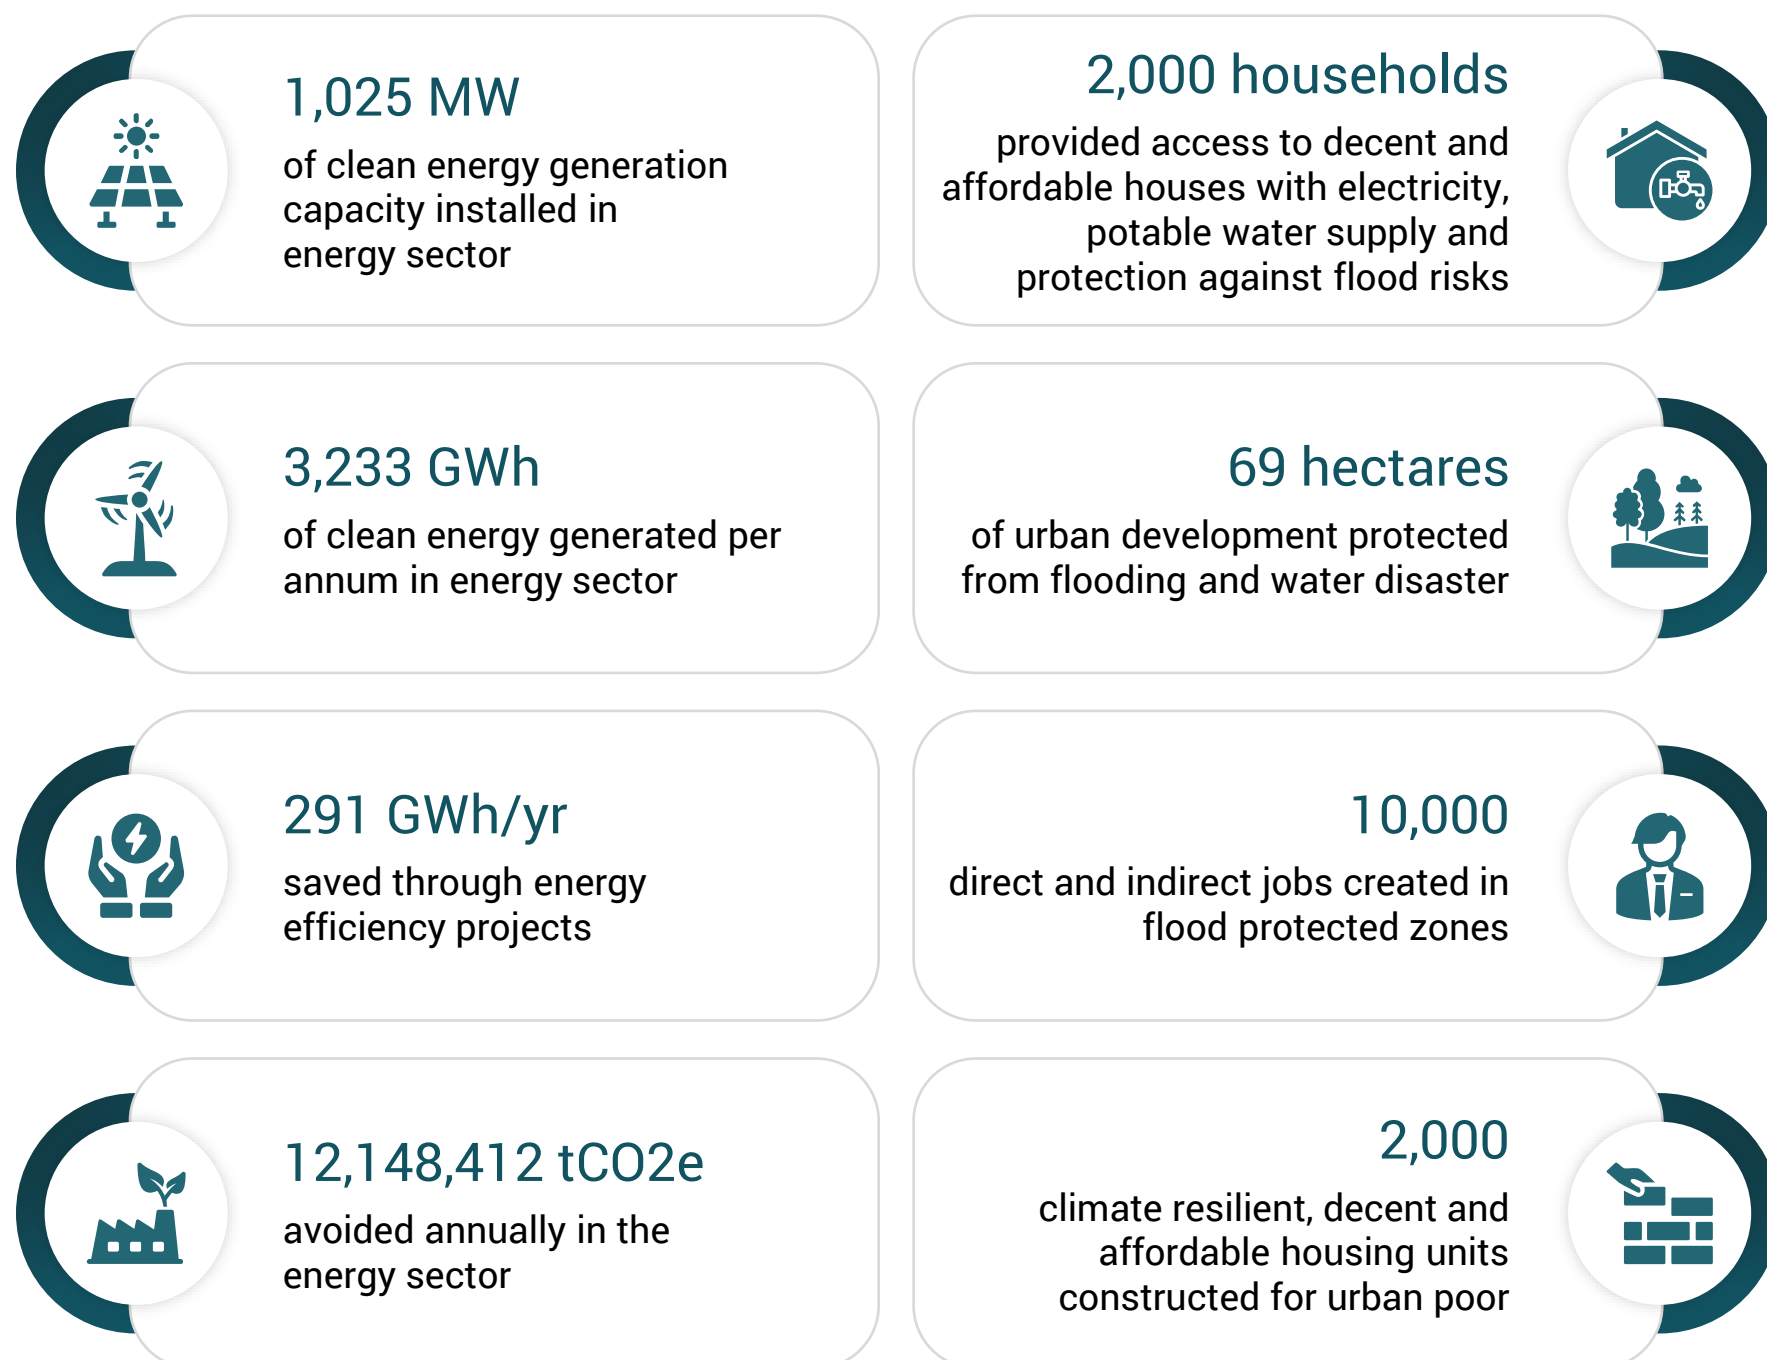 1,025 MW
of clean energy generation
capacity installed in
energy sector
2,000 households
provided access to decent and
affordable houses with electricity,
potable water supply and
protection against flood risks
3,233 GWh
of clean energy generated per
annum in energy sector
69 hectares
of urban development protected
from flooding and water disaster
291 GWh/yr
saved through energy
efficiency projects
10,000
direct and indirect jobs created in
flood protected zones
12,148,412 tCO2e
avoided annually in the
energy sector
2,000
climate resilient, decent and
affordable housing units
constructed for urban poor